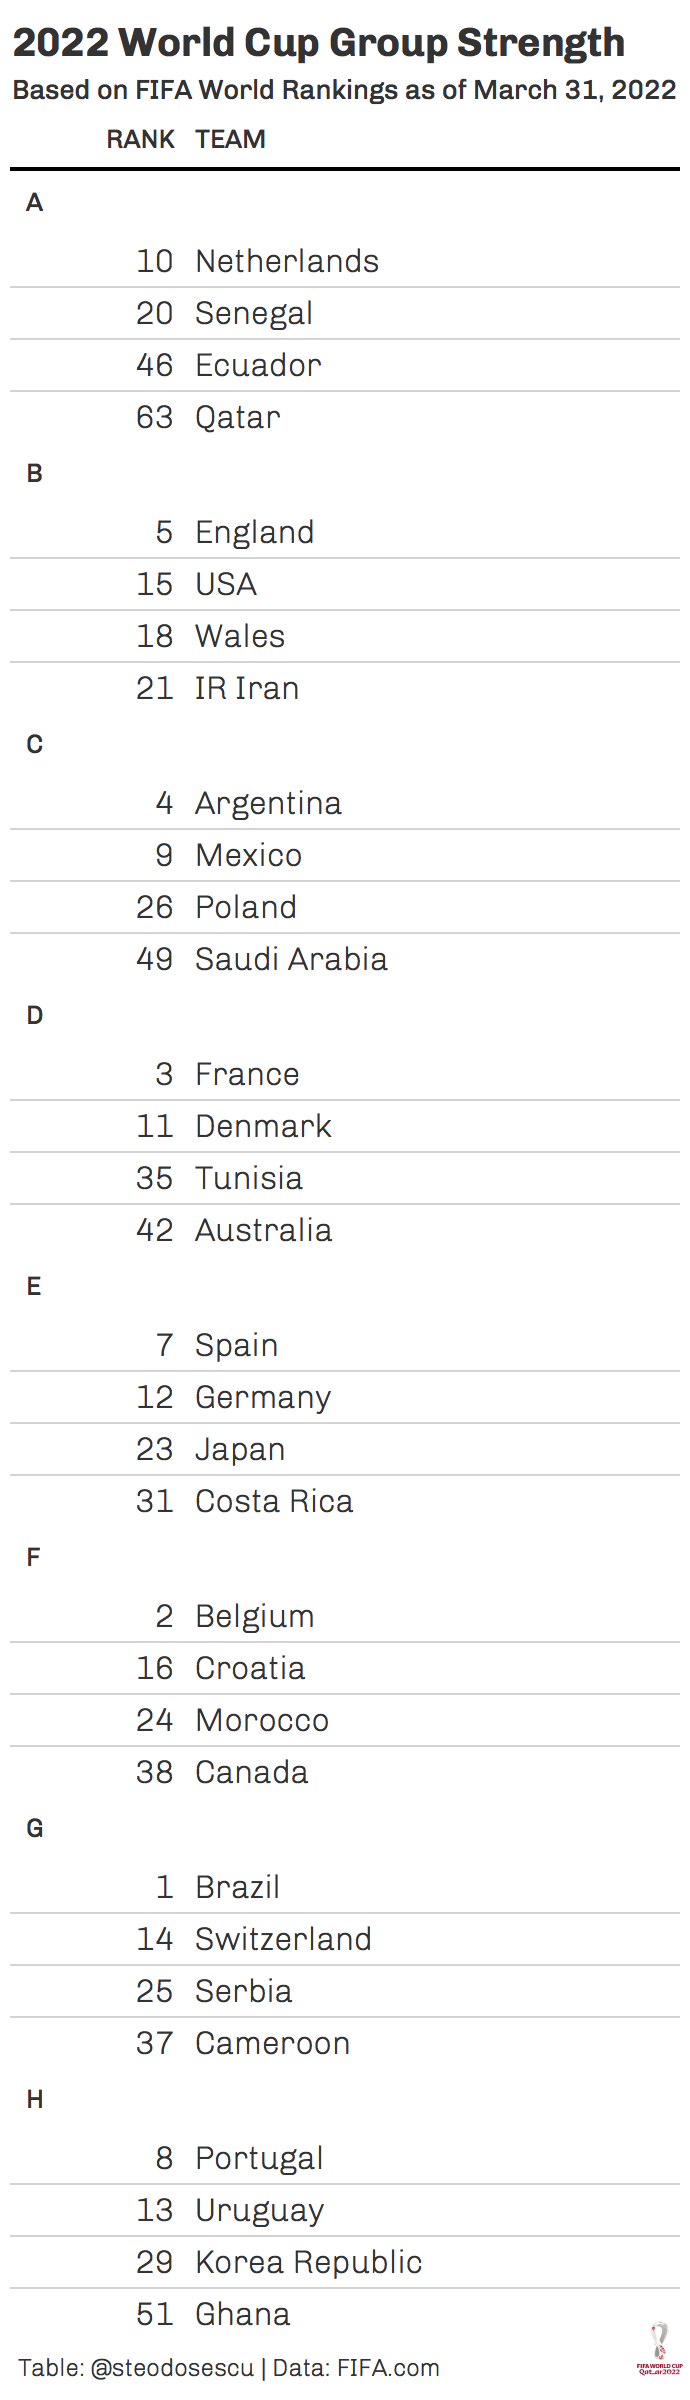 2022 World Cup Group Strength
Based on FIFA World Rankings as of March 31, 2022
RANK TEAM
A
10 Netherlands
20 Senegal
46 Ecuador
63 Qatar
B
5 England
15 USA
18 Wales
21 IR Iran
C
4 Argentina
9 Mexico
26 Poland
49 Saudi Arabia
D
3 France
11 Denmark
35 Tunisia
42 Australia
E
7 Spain
12 Germany
23 Japan
31 Costa Rica
F
2 Belgium
16 Croatia
24 Morocco
38 Canada
G
1 Brazil
14 Switzerland
25 Serbia
37 Cameroon
H
8 Portugal
13 Uruguay
29 Korea Republic
51 Ghana
Table: @steodosescu | Data: FIFA.com
FIFA WORLD CUP
Qatar2022